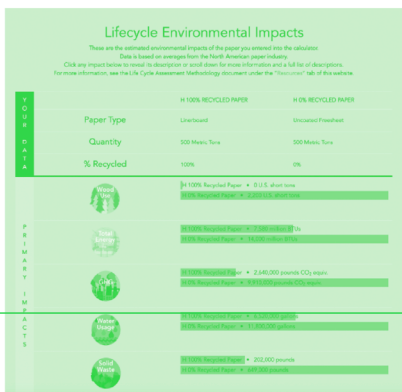 Lifecycle Environmental Impacts
These are the estimated environmental impacts of the paper you entered into the calculator.
Data is based on averages from the North American paper industry.
Click any impact below to reveal its description or scroll down for more information and a full list of descriptions.
For more information, see the Life Cycle Assessment Methodology document under the "Resources" tab of this website.
YOUR DATA
H 100% RECYCLED PAPER H 0% RECYCLED PAPER
Paper Type Linerboard Uncoated Freesheet
Quantity 500 Metric Tons 500 Metric Tons
% Recycled 100% 0%
PRIMARY IMPACTS
Wood Use
H 100% Recycled Paper • 0 U.S. short tons
H 0% Recycled Paper • U.S. short tons
Total Energy
H 100% Recycled Paper • million BTUs
H 0% Recycled Paper • million BTUs
H 100% Recycled Paper • 2,640,000 pounds CO₂ equiv.
H 0% Recycled Paper • pounds CO₂ equiv.
Water Usage
H 100% Recycled Paper • gallons
H 0% Recycled Paper • gallons
Solid Waste
H 100% Recycled Paper • 202,000 pounds
H 0% Recycled Paper • pounds